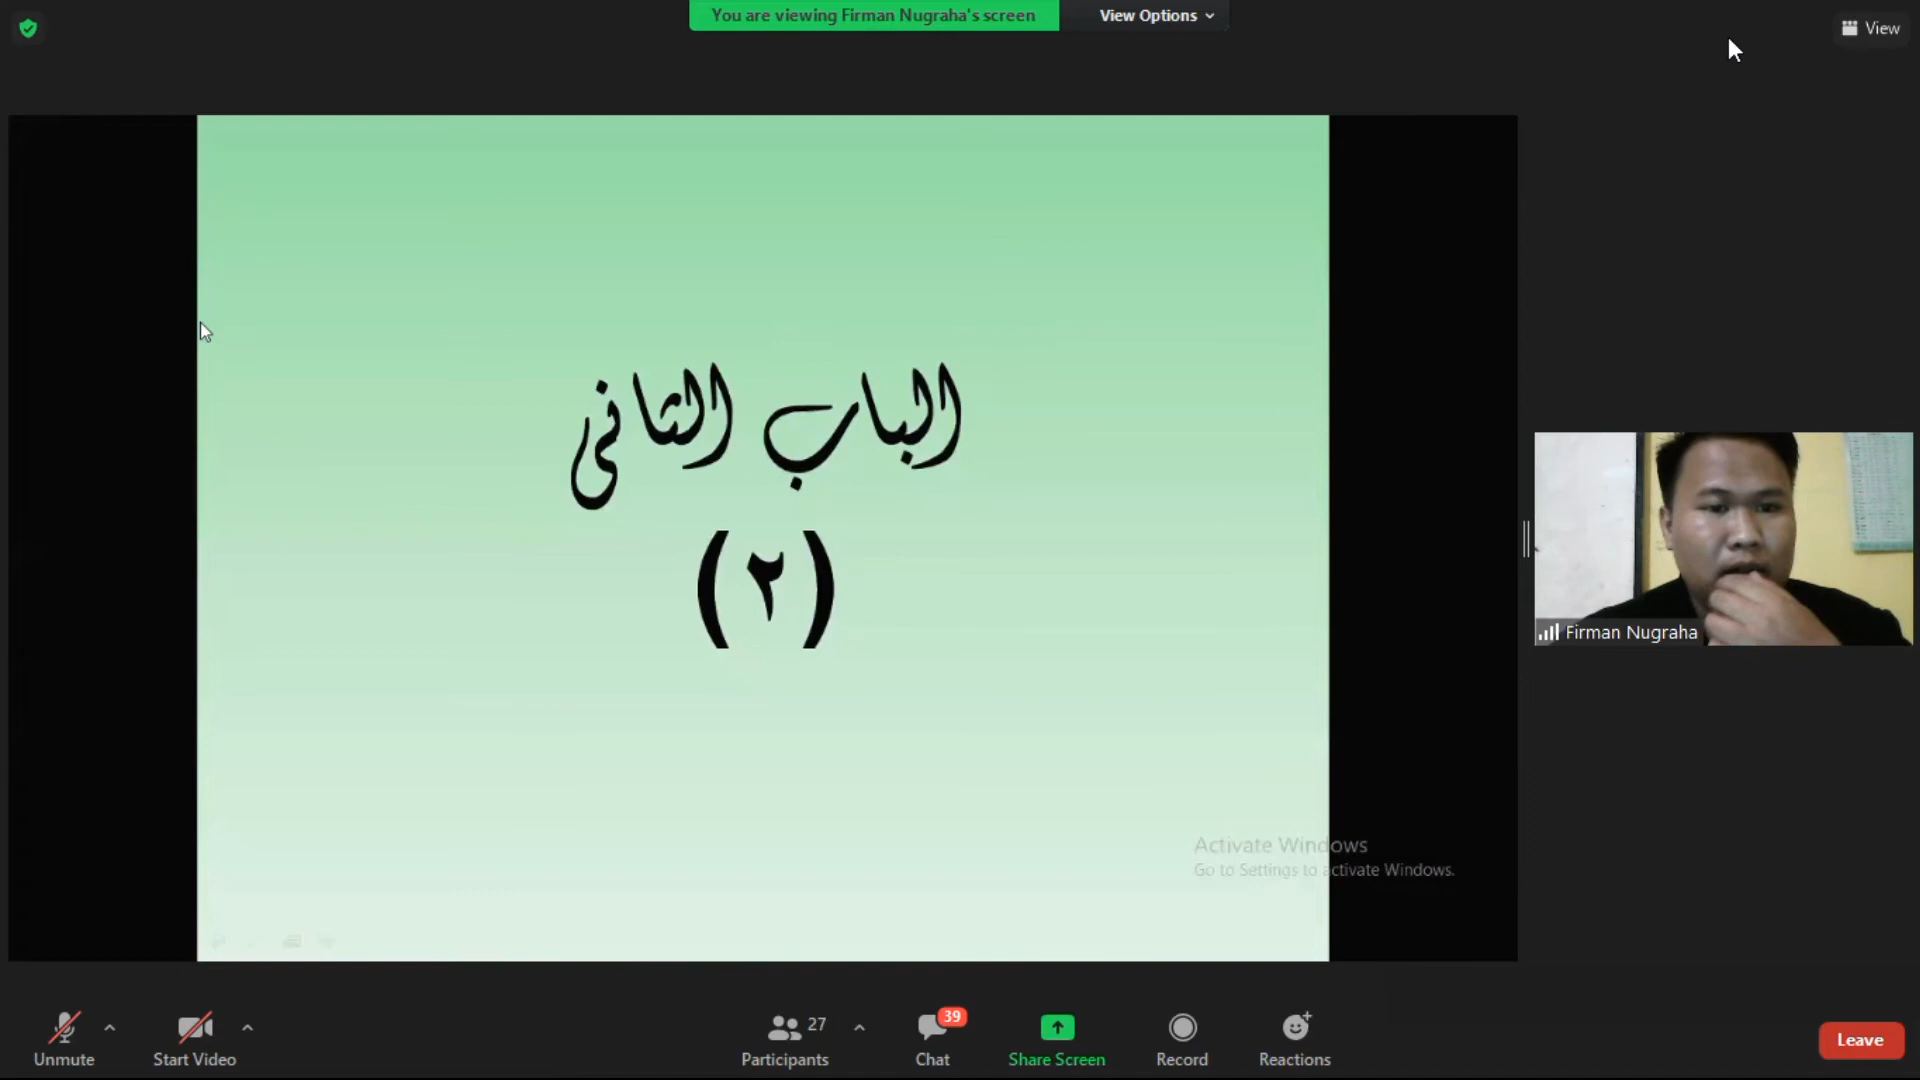 You are viewing Firman Nugraha's screen
View Options
View
الباب الثانى
(٢)
Firman Nugraha
Activate Windows
Go to Settings to activate Windows.
Unmute
Start Video
27
Participants
39
Chat
Share Screen
Record
Reactions
Leave